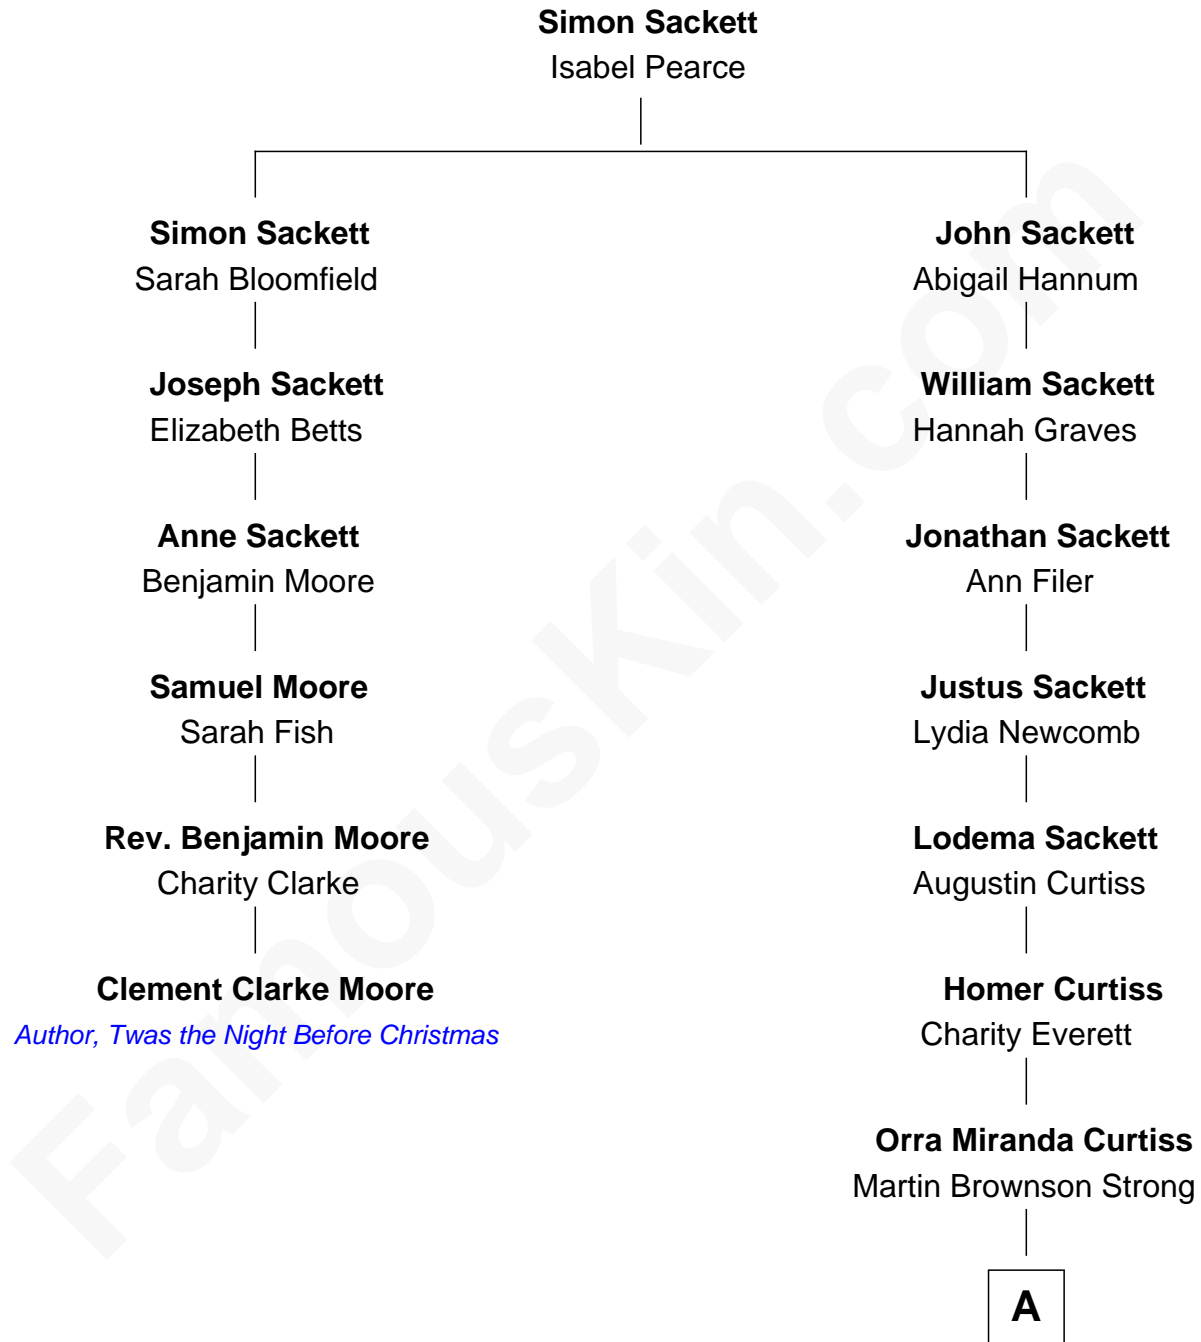 Simon Sackett
Isabel Pearce
Simon Sackett
Sarah Bloomfield
Joseph Sackett
Elizabeth Betts
Anne Sackett
Benjamin Moore
Samuel Moore
Sarah Fish
Rev. Benjamin Moore
Charity Clarke
Clement Clarke Moore
Author, Twas the Night Before Christmas
John Sackett
Abigail Hannum
William Sackett
Hannah Graves
Jonathan Sackett
Ann Filer
Justus Sackett
Lydia Newcomb
Lodema Sackett
Augustin Curtiss
Homer Curtiss
Charity Everett
Orra Miranda Curtiss
Martin Brownson Strong
A
FamousKin.com